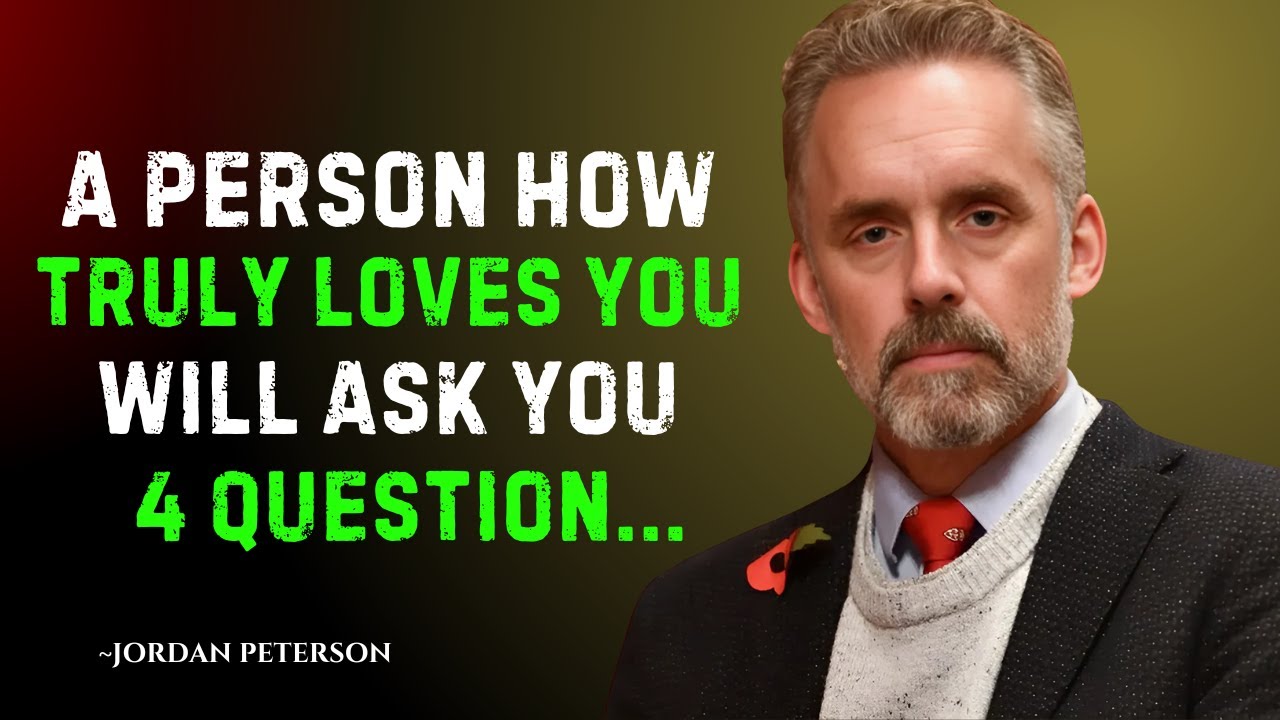 A PERSON HOW
TRULY LOVES YOU
WILL ASK YOU
4 QUESTION...
~JORDAN PETERSON